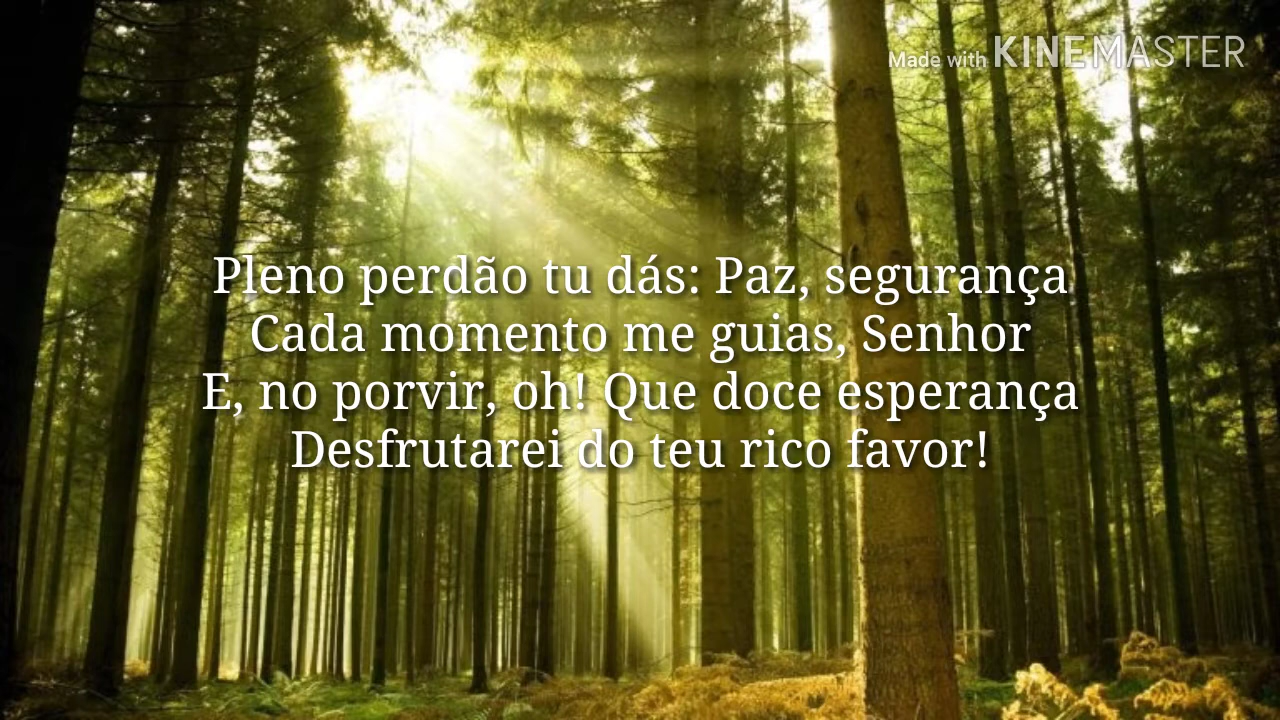 Made with KINEMASTER
Pleno perdão tu dás: Paz, segurança
Cada momento me guias, Senhor
E, no porvir, oh! Que doce esperança
Desfrutarei do teu rico favor!